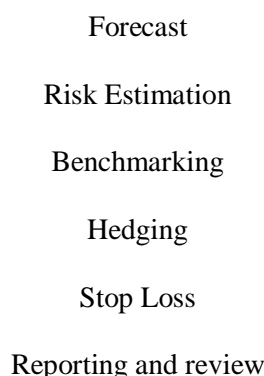 Forecast
Risk Estimation
Benchmarking
Hedging
Stop Loss
Reporting and review